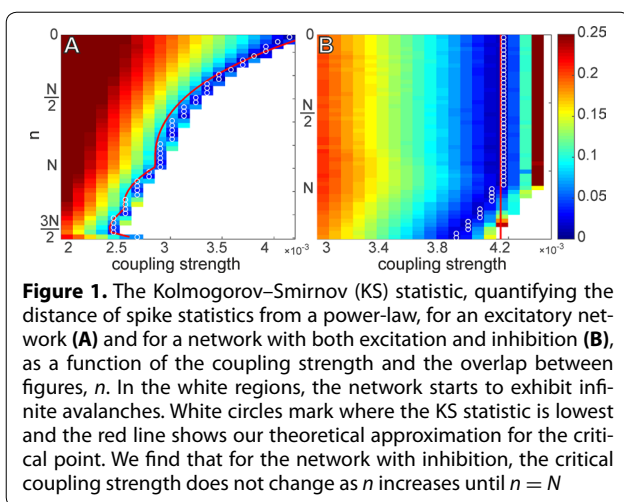 A
B
0
N/2
n
N
3N/2
2 2.5 3 3.5 4
×10⁻³
coupling strength
0
N/2
N
3 3.4 3.8 4.2
×10⁻³
coupling strength
0.25
0.2
0.15
0.1
0.05
0
Figure 1. The Kolmogorov–Smirnov (KS) statistic, quantifying the
distance of spike statistics from a power-law, for an excitatory net-
work (A) and for a network with both excitation and inhibition (B),
as a function of the coupling strength and the overlap between
figures, n. In the white regions, the network starts to exhibit infi-
nite avalanches. White circles mark where the KS statistic is lowest
and the red line shows our theoretical approximation for the criti-
cal point. We find that for the network with inhibition, the critical
coupling strength does not change as n increases until n = N